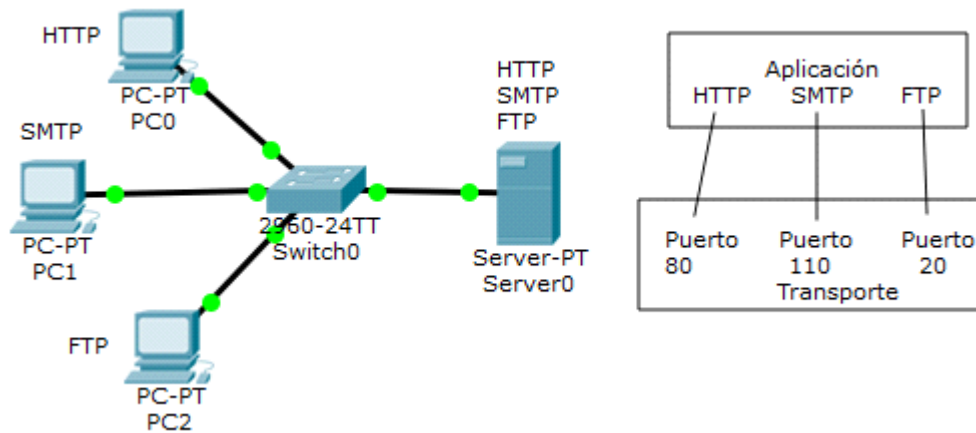 HTTP
PC-PT
PC0
SMTP
PC-PT
PC1
FTP
PC-PT
PC2
2960-24TT
Switch0
HTTP
SMTP
FTP
Server-PT
Server0
Aplicación
HTTP SMTP FTP
Puerto Puerto Puerto
80 110 20
Transporte